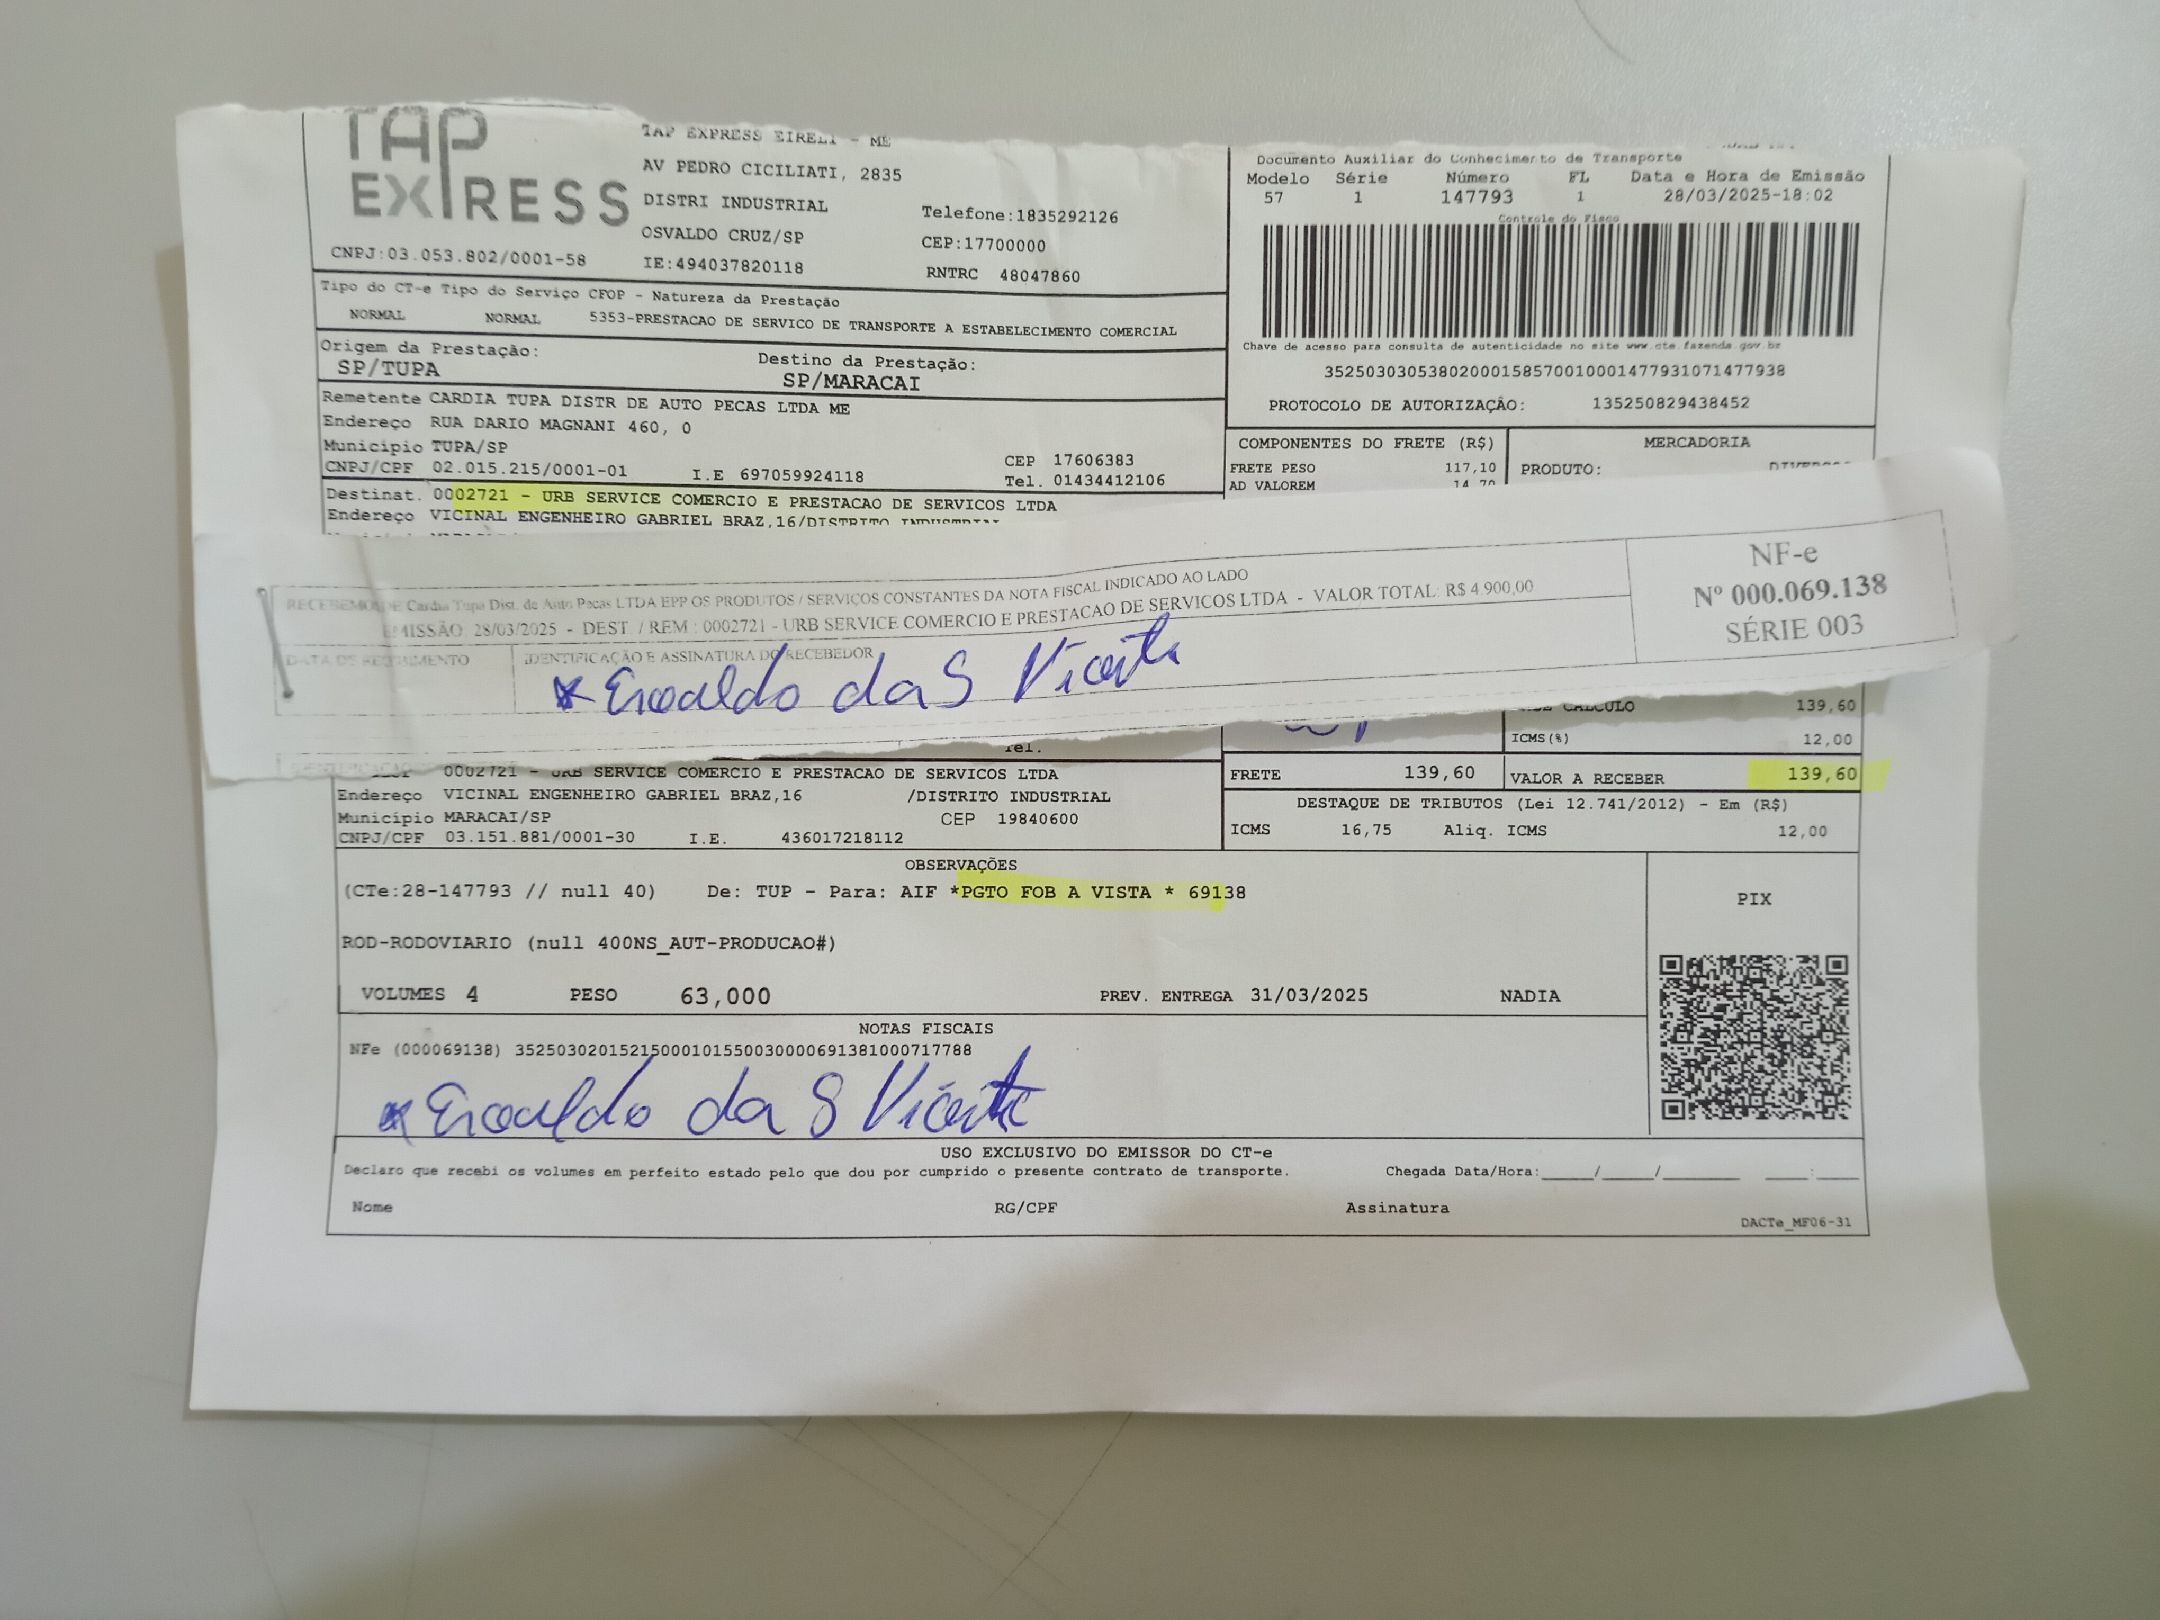 TAP
EXPRESS
TAP EXPRESS EIRELI - ME
AV PEDRO CICILIATI, 2835
DISTRI INDUSTRIAL
OSVALDO CRUZ/SP
IE:494037820118
Telefone:1835292126
CEP:17700000
RNTRC 48047860
CNPJ:03.053.802/0001-58
Documento Auxiliar do Conhecimento de Transporte
Modelo Série Número FL Data e Hora de Emissão
57 1 147793 1 28/03/2025-18:02
Controle do Fisco
Chave de acesso para consulta de autenticidade no site www.cte.fazenda.gov.br
35250303053802000158570010001477931071477938
PROTOCOLO DE AUTORIZAÇÃO: 135250829438452
Tipo do CT-e Tipo do Serviço CFOP - Natureza da Prestação
NORMAL NORMAL 5353-PRESTACAO DE SERVICO DE TRANSPORTE A ESTABELECIMENTO COMERCIAL
Origem da Prestação: Destino da Prestação:
SP/TUPA SP/MARACAI
Remetente CARDIA TUPA DISTR DE AUTO PECAS LTDA ME
Endereço RUA DARIO MAGNANI 460, 0
Municipio TUPA/SP CEP 17606383
CNPJ/CPF 02.015.215/0001-01 I.E 697059924118 Tel. 01434412106
COMPONENTES DO FRETE (R$) MERCADORIA
FRETE PESO 117,10 PRODUTO: DIVERSOS
AD VALOREM 14,70
Destinat. 0002721 - URB SERVICE COMERCIO E PRESTACAO DE SERVICOS LTDA
Endereço VICINAL ENGENHEIRO GABRIEL BRAZ,16/DISTRITO INDUSTRIAL
RECEBEMOS DE Cardia Tupa Dist. de Auto Pecas LTDA EPP OS PRODUTOS / SERVIÇOS CONSTANTES DA NOTA FISCAL INDICADO AO LADO
EMISSÃO: 28/03/2025 - DEST. / REM.: 0002721 - URB SERVICE COMERCIO E PRESTACAO DE SERVICOS LTDA - VALOR TOTAL: R$ 4.900,00
DATA DE RECEBIMENTO IDENTIFICAÇÃO E ASSINATURA DO RECEBEDOR
NF-e
Nº 000.069.138
SÉRIE 003
BASE CALCULO 139,60
ICMS(%) 12,00
Tel.
0002721 - URB SERVICE COMERCIO E PRESTACAO DE SERVICOS LTDA
Endereço VICINAL ENGENHEIRO GABRIEL BRAZ,16 /DISTRITO INDUSTRIAL
Municipio MARACAI/SP CEP 19840600
CNPJ/CPF 03.151.881/0001-30 I.E. 436017218112
FRETE 139,60 VALOR A RECEBER 139,60
DESTAQUE DE TRIBUTOS (Lei 12.741/2012) - Em (R$)
ICMS 16,75 Aliq. ICMS 12,00
OBSERVAÇÕES
(CTe:28-147793 // null 40) De: TUP - Para: AIF *PGTO FOB A VISTA * 69138
ROD-RODOVIARIO (null 400NS_AUT-PRODUCAO#)
PIX
VOLUMES 4 PESO 63,000 PREV. ENTREGA 31/03/2025 NADIA
NOTAS FISCAIS
NFe (000069138) 35250302015215000101550030000691381000717788
USO EXCLUSIVO DO EMISSOR DO CT-e
Declaro que recebi os volumes em perfeito estado pelo que dou por cumprido o presente contrato de transporte. Chegada Data/Hora:____/____/______ ___:___
Nome RG/CPF Assinatura
DACTe_MF06-31